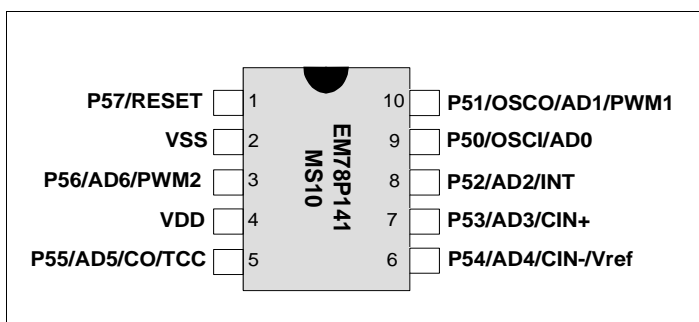 P57/RESET 1 10 P51/OSCO/AD1/PWM1
VSS 2 9 P50/OSCI/AD0
P56/AD6/PWM2 3 8 P52/AD2/INT
VDD 4 7 P53/AD3/CIN+
P55/AD5/CO/TCC 5 6 P54/AD4/CIN-/Vref
EM78P141
MS10